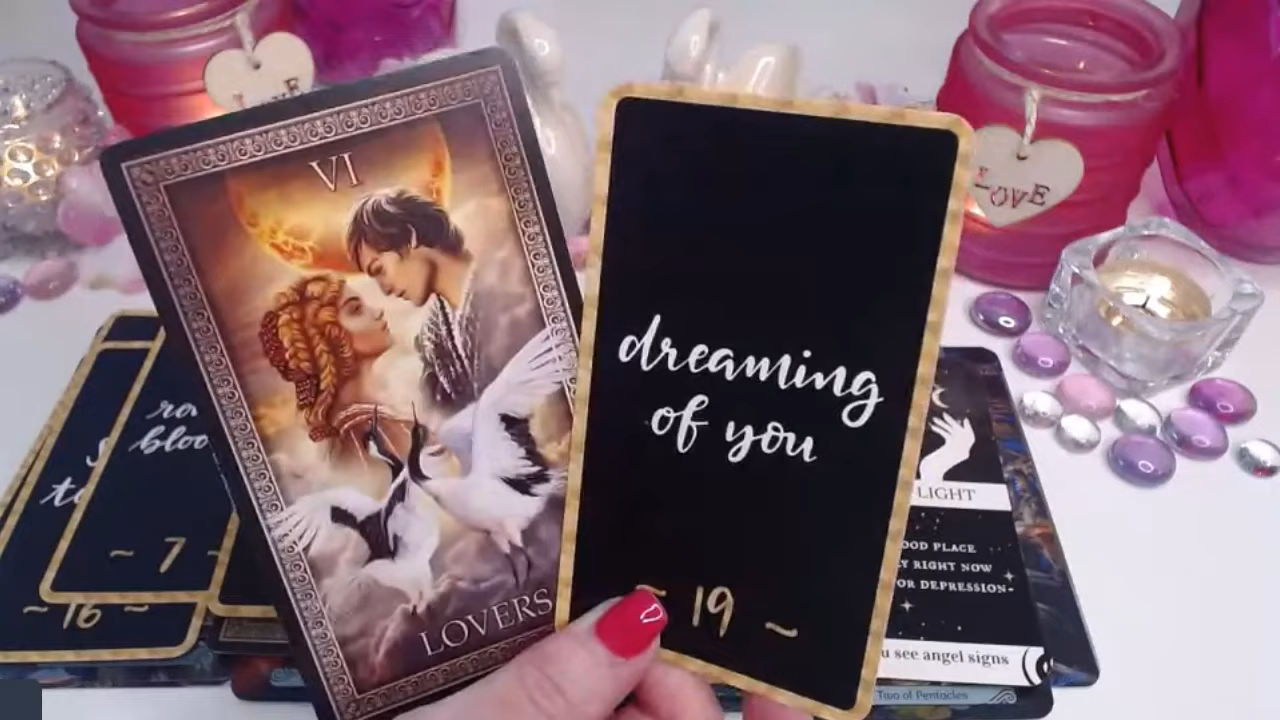 LOVE
VI
LOVERS
dreaming
of you
~ 19 ~
LOVE
~ 7
~ 16 ~
LIGHT
PLACE
RIGHT NOW
OR DEPRESSION-
see angel signs
Two of Pentacles